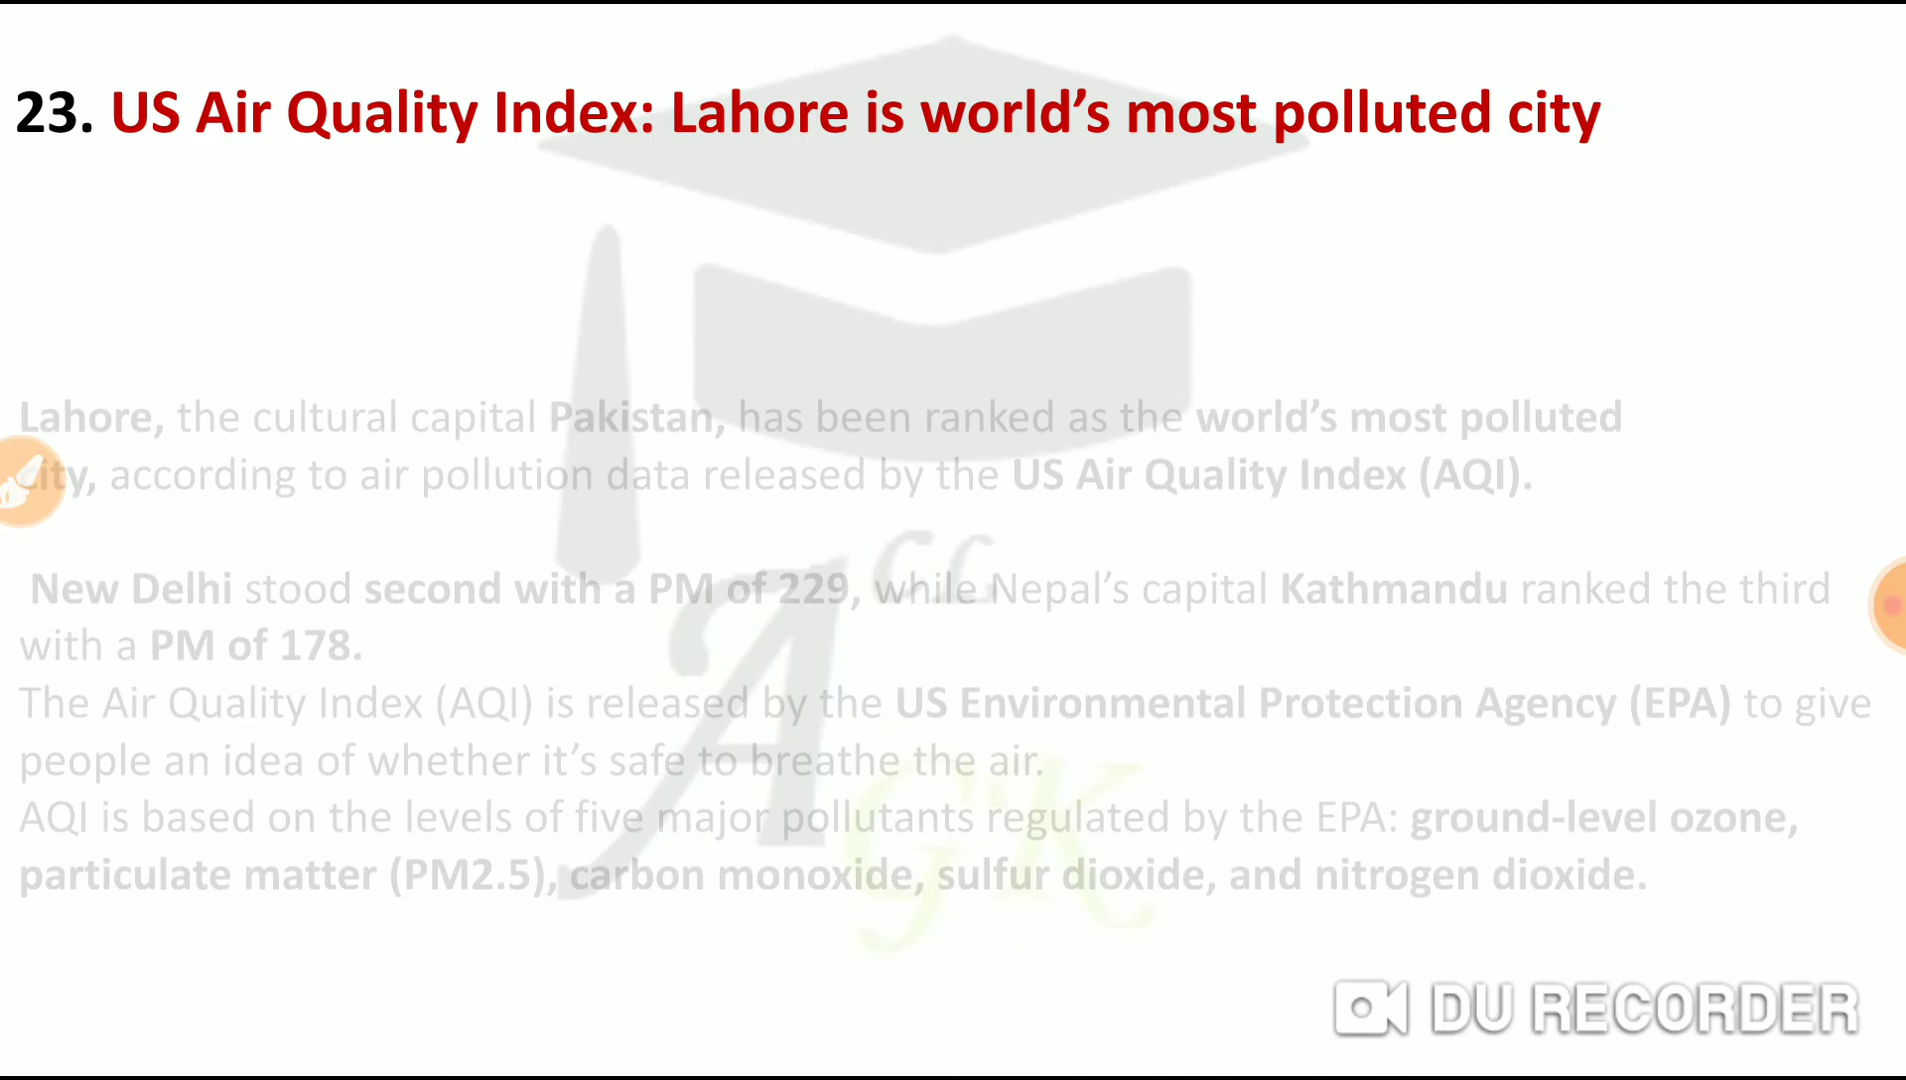 23. US Air Quality Index: Lahore is world’s most polluted city
Lahore, the cultural capital Pakistan, has been ranked as the world’s most polluted
city, according to air pollution data released by the US Air Quality Index (AQI).
New Delhi stood second with a PM of 229, while Nepal’s capital Kathmandu ranked the third
with a PM of 178.
The Air Quality Index (AQI) is released by the US Environmental Protection Agency (EPA) to give
people an idea of whether it’s safe to breathe the air.
AQI is based on the levels of five major pollutants regulated by the EPA: ground-level ozone,
particulate matter (PM2.5), carbon monoxide, sulfur dioxide, and nitrogen dioxide.
Acc
GK
DU RECORDER